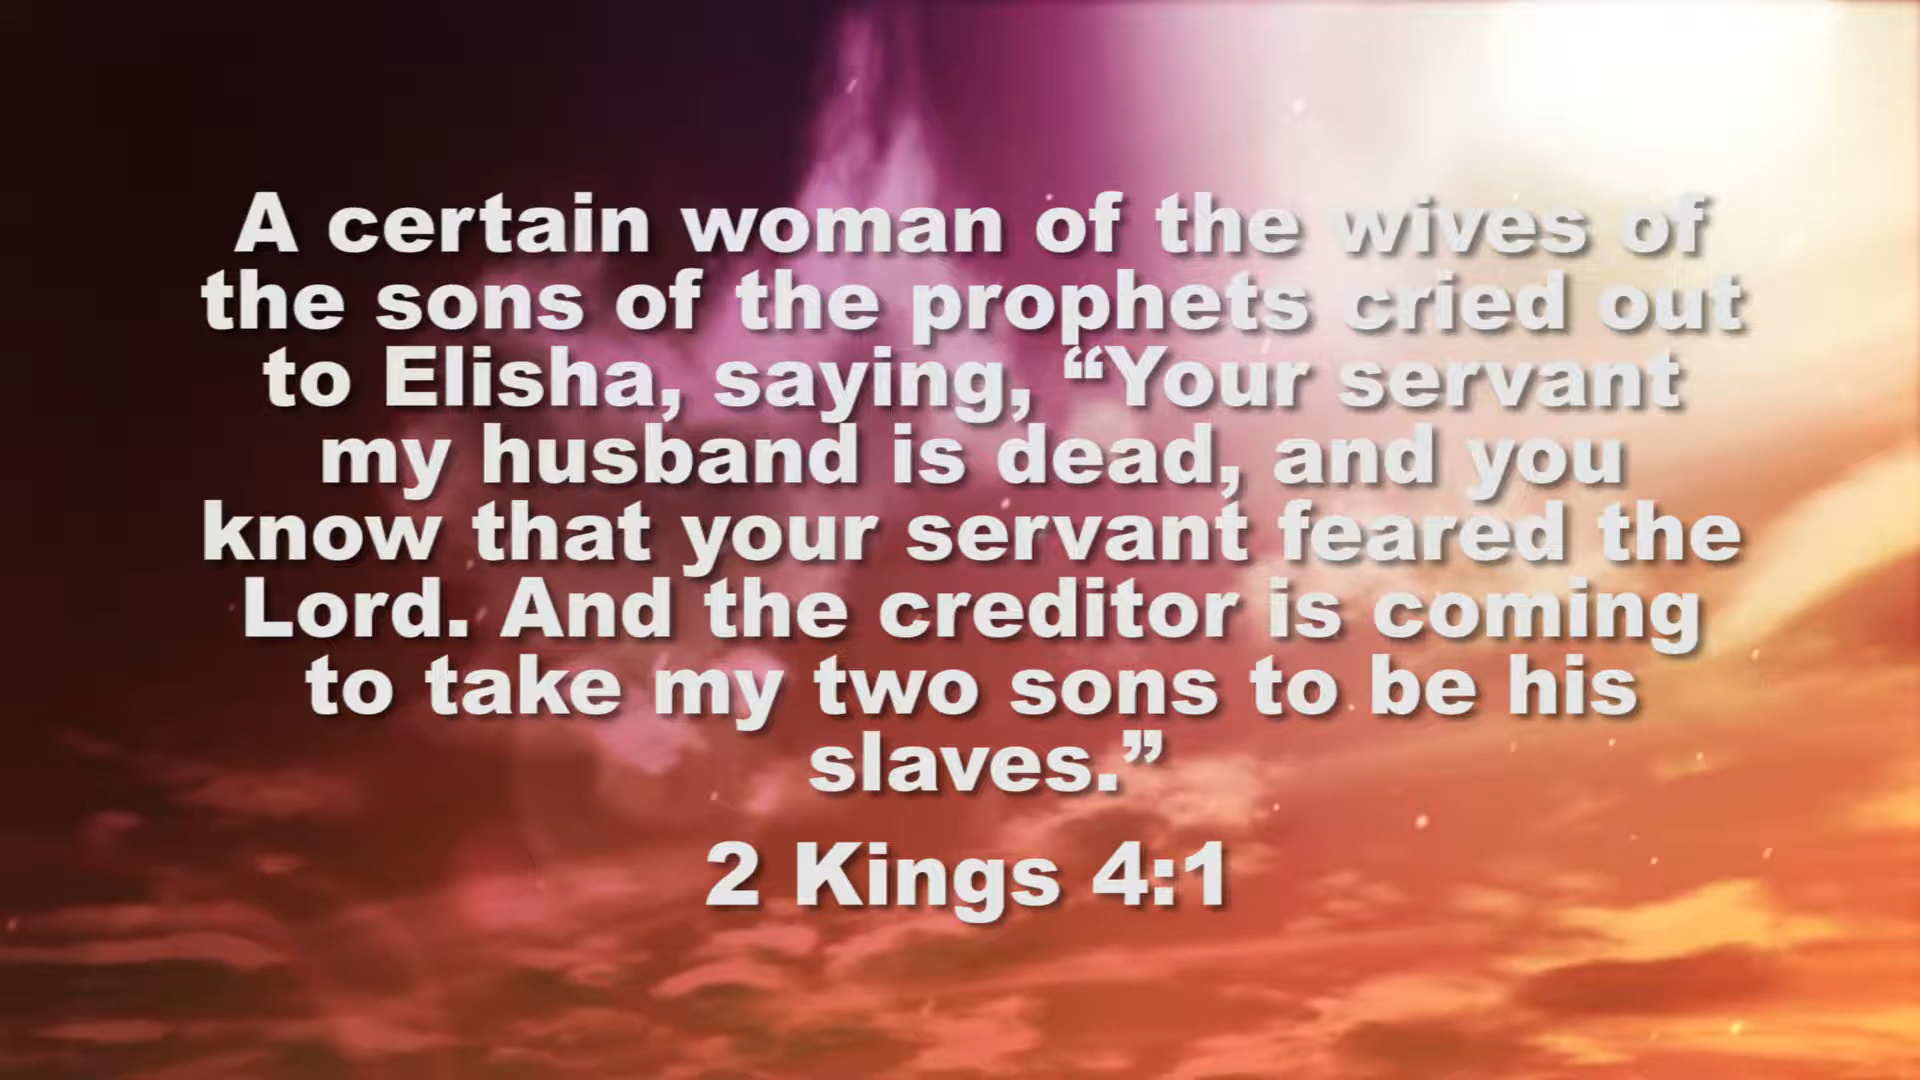 A certain woman of the wives of
the sons of the prophets cried out
to Elisha, saying, “Your servant
my husband is dead, and you
know that your servant feared the
Lord. And the creditor is coming
to take my two sons to be his
slaves.”
2 Kings 4:1